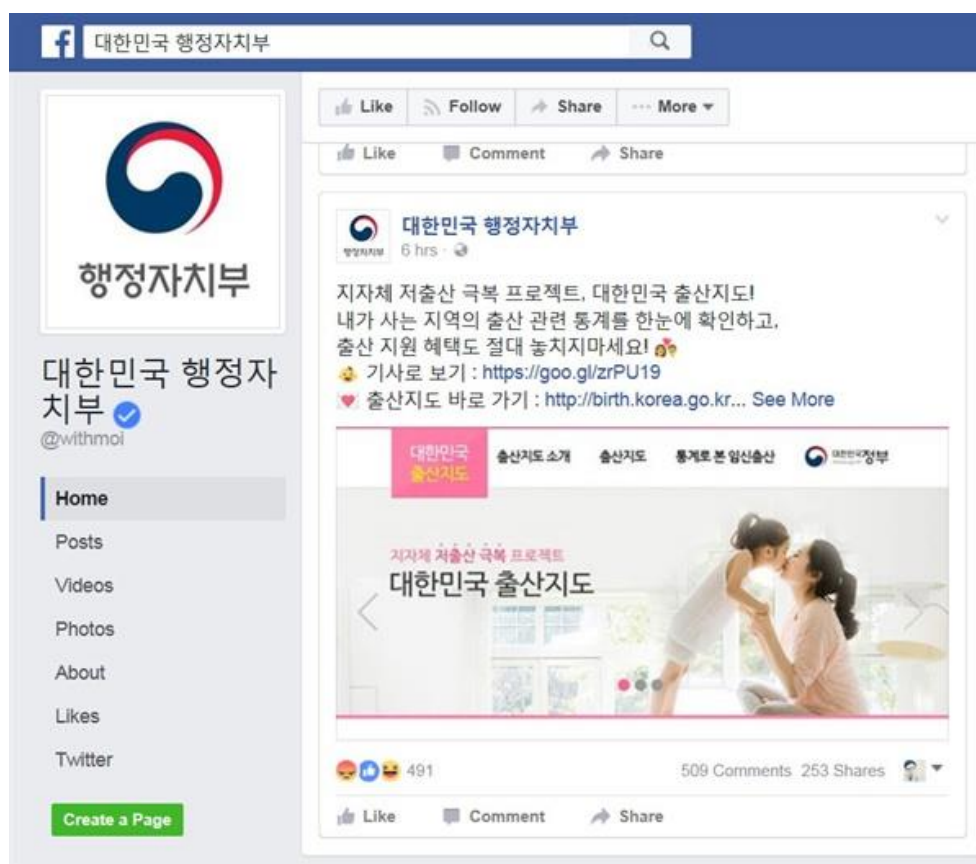 대한민국 행정자치부
Like Follow Share ··· More
Like Comment Share
행정자치부
대한민국 행정자
치부
@withmoi
Home
Posts
Videos
Photos
About
Likes
Twitter
Create a Page
대한민국 행정자치부
행정자치부
6 hrs ·
지자체 저출산 극복 프로젝트, 대한민국 출산지도!
내가 사는 지역의 출산 관련 통계를 한눈에 확인하고,
출산 지원 혜택도 절대 놓치지마세요!
기사로 보기 : https://goo.gl/zrPU19
출산지도 바로 가기 : http://birth.korea.go.kr... See More
대한민국
출산지도
출산지도 소개 출산지도 통계로 본 임신출산 대한민국정부
지자체 저출산 극복 프로젝트
대한민국 출산지도
491 509 Comments 253 Shares
Like Comment Share